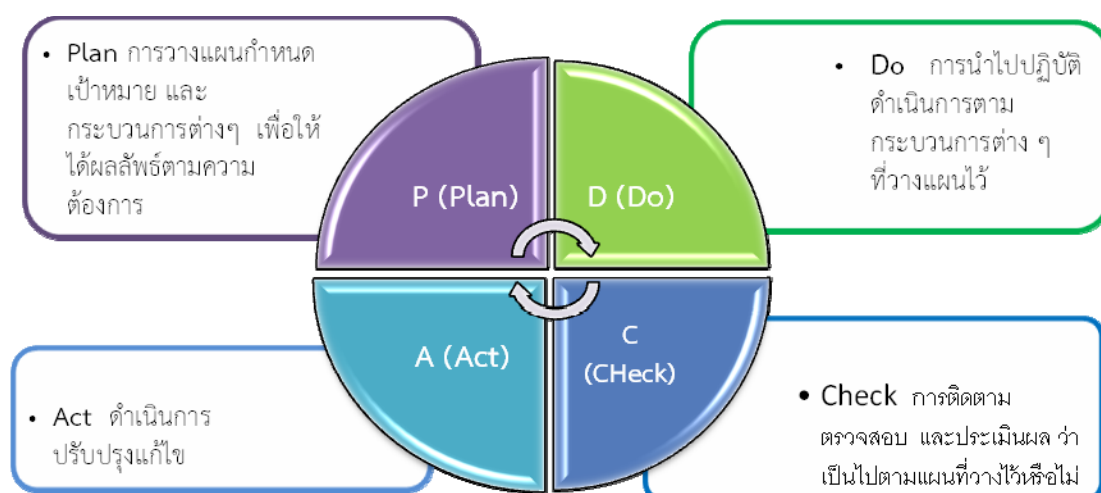 • Plan การวางแผนกำหนด
เป้าหมาย และ
กระบวนการต่างๆ เพื่อให้
ได้ผลลัพธ์ตามความ
ต้องการ
• Do การนำไปปฏิบัติ
ดำเนินการตาม
กระบวนการต่าง ๆ
ที่วางแผนไว้
P (Plan)
D (Do)
A (Act)
C
(CHeck)
• Act ดำเนินการ
ปรับปรุงแก้ไข
• Check การติดตาม
ตรวจสอบ และประเมินผล ว่า
เป็นไปตามแผนที่วางไว้หรือไม่